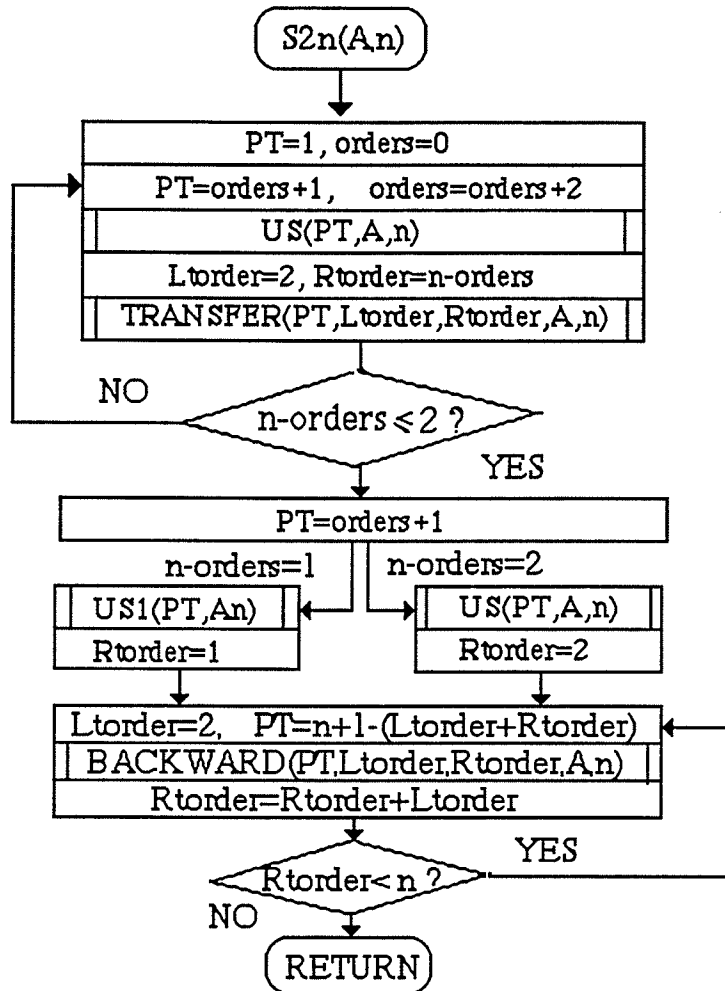 S2n(A,n)
PT=1, orders=0
PT=orders+1, orders=orders+2
US(PT,A,n)
Ltorder=2, Rtorder=n-orders
TRANSFER(PT,Ltorder,Rtorder,A,n)
NO
n-orders ≤ 2 ?
YES
PT=orders+1
n-orders=1
n-orders=2
US1(PT,An)
US(PT,A,n)
Rtorder=1
Rtorder=2
Ltorder=2, PT=n+1-(Ltorder+Rtorder)
BACKWARD(PT,Ltorder,Rtorder,A,n)
Rtorder=Rtorder+Ltorder
YES
Rtorder< n ?
NO
RETURN